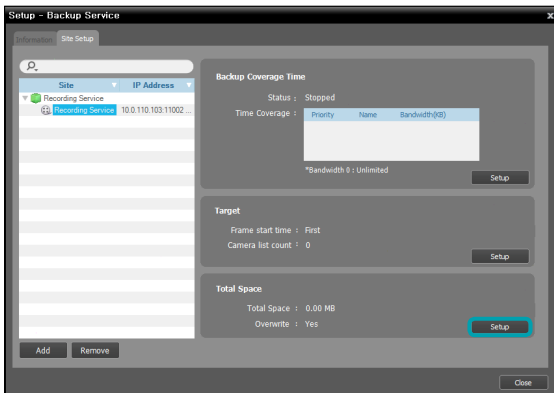 Setup - Backup Service
x
Information
Site Setup
Site
IP Address
Recording Service
Recording Service
10.0.110.103:11002 ...
Backup Coverage Time
Status : Stopped
Time Coverage :
Priority
Name
Bandwidth(KB)
*Bandwidth 0 : Unlimited
Setup
Target
Frame start time : First
Camera list count : 0
Setup
Total Space
Total Space : 0.00 MB
Overwrite : Yes
Setup
Add
Remove
Close